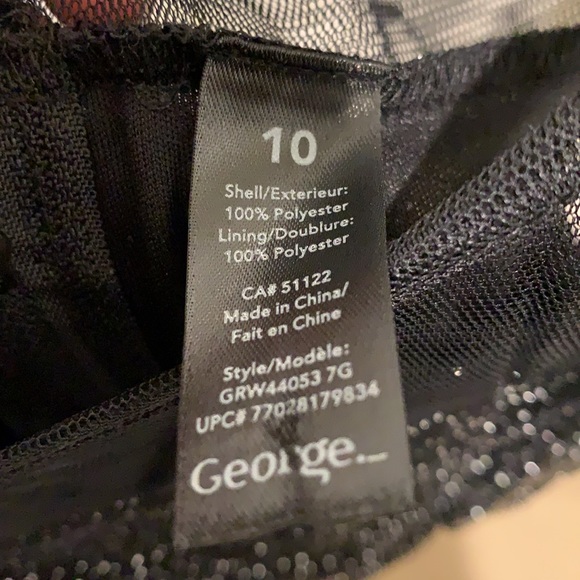 10
Shell/Exterieur:
100% Polyester
Lining/Doublure:
100% Polyester
CA# 51122
Made in China/
Fait en Chine
Style/Modèle:
GRW44053 7G
UPC# 77028179834
George.